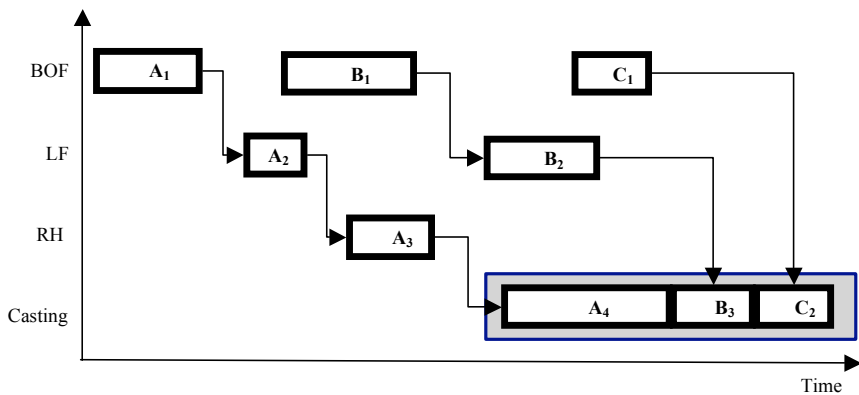 BOF
A₁
B₁
C₁
LF
A₂
B₂
RH
A₃
Casting
A₄
B₃
C₂
Time